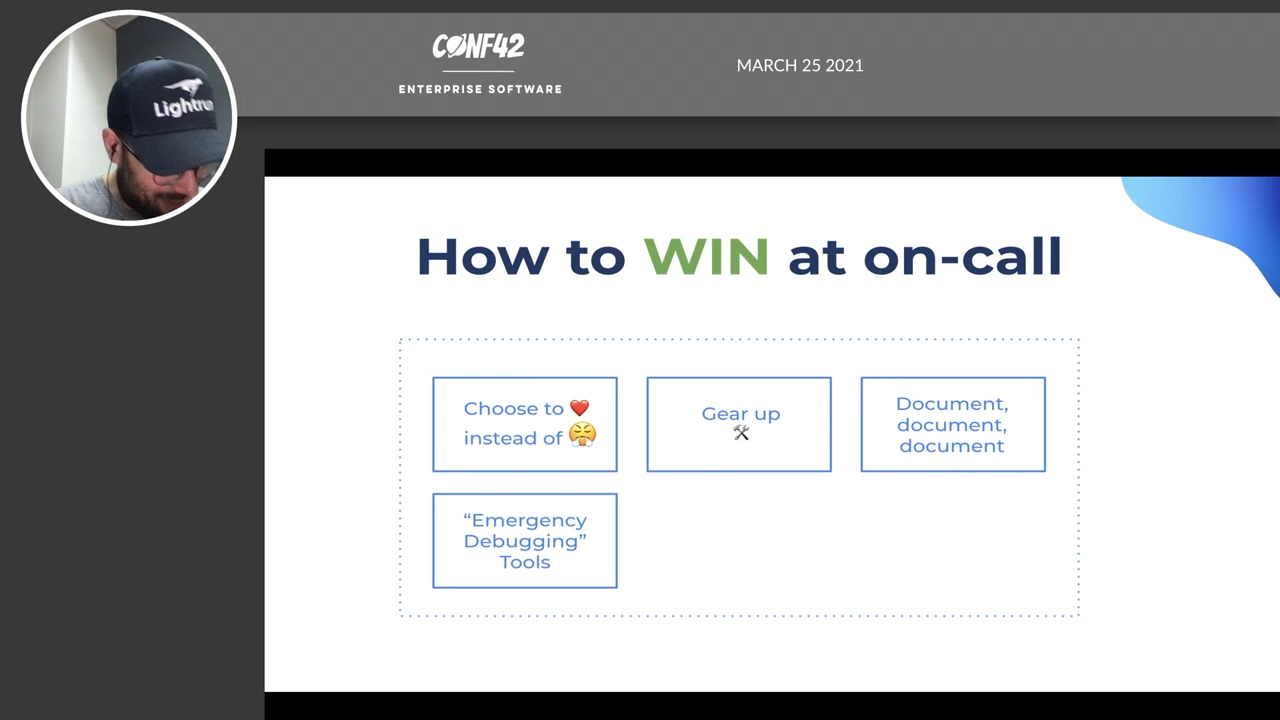 CONF42
ENTERPRISE SOFTWARE
MARCH 25 2021
How to WIN at on-call
Choose to ❤️
instead of 😤
Gear up
🛠
Document,
document,
document
“Emergency
Debugging”
Tools